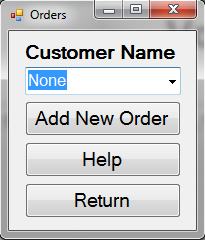 Orders
Customer Name
None
Add New Order
Help
Return